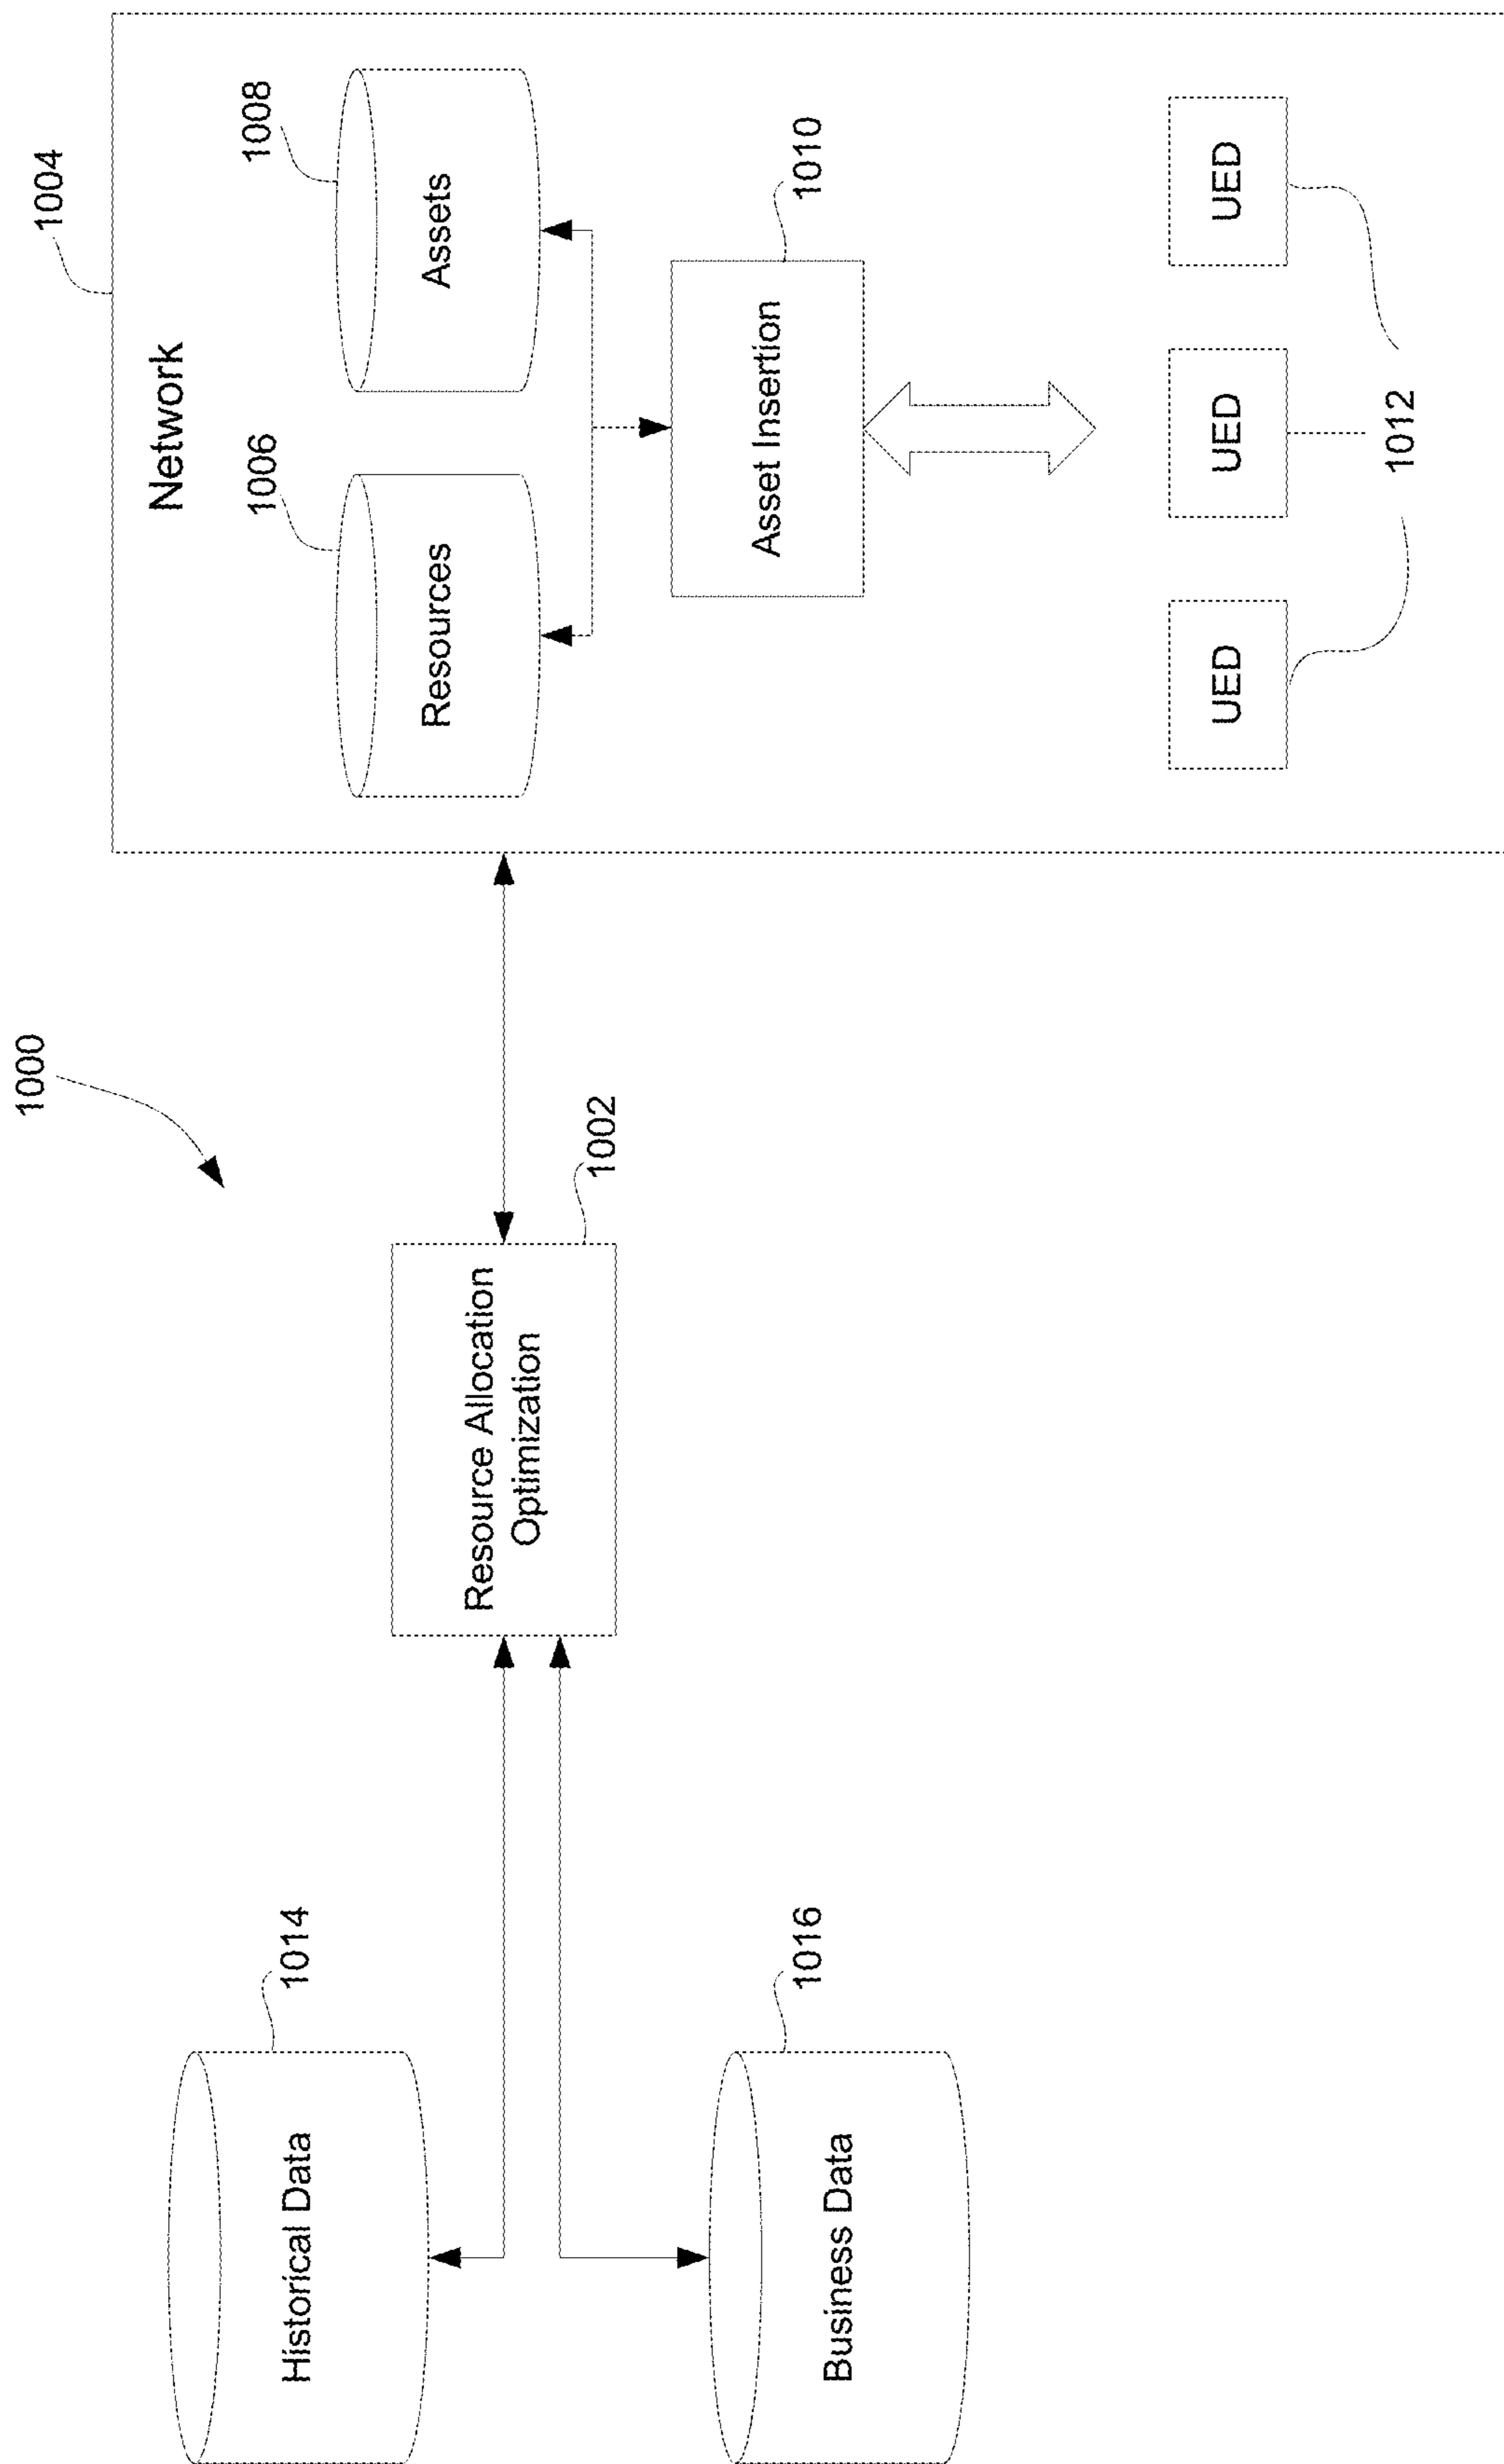 1000
1004
Network
1006
1008
Resources
Assets
1014
Historical Data
Resource Allocation
Optimization
1002
1010
Asset Insertion
1016
Business Data
UED
UED
UED
1012